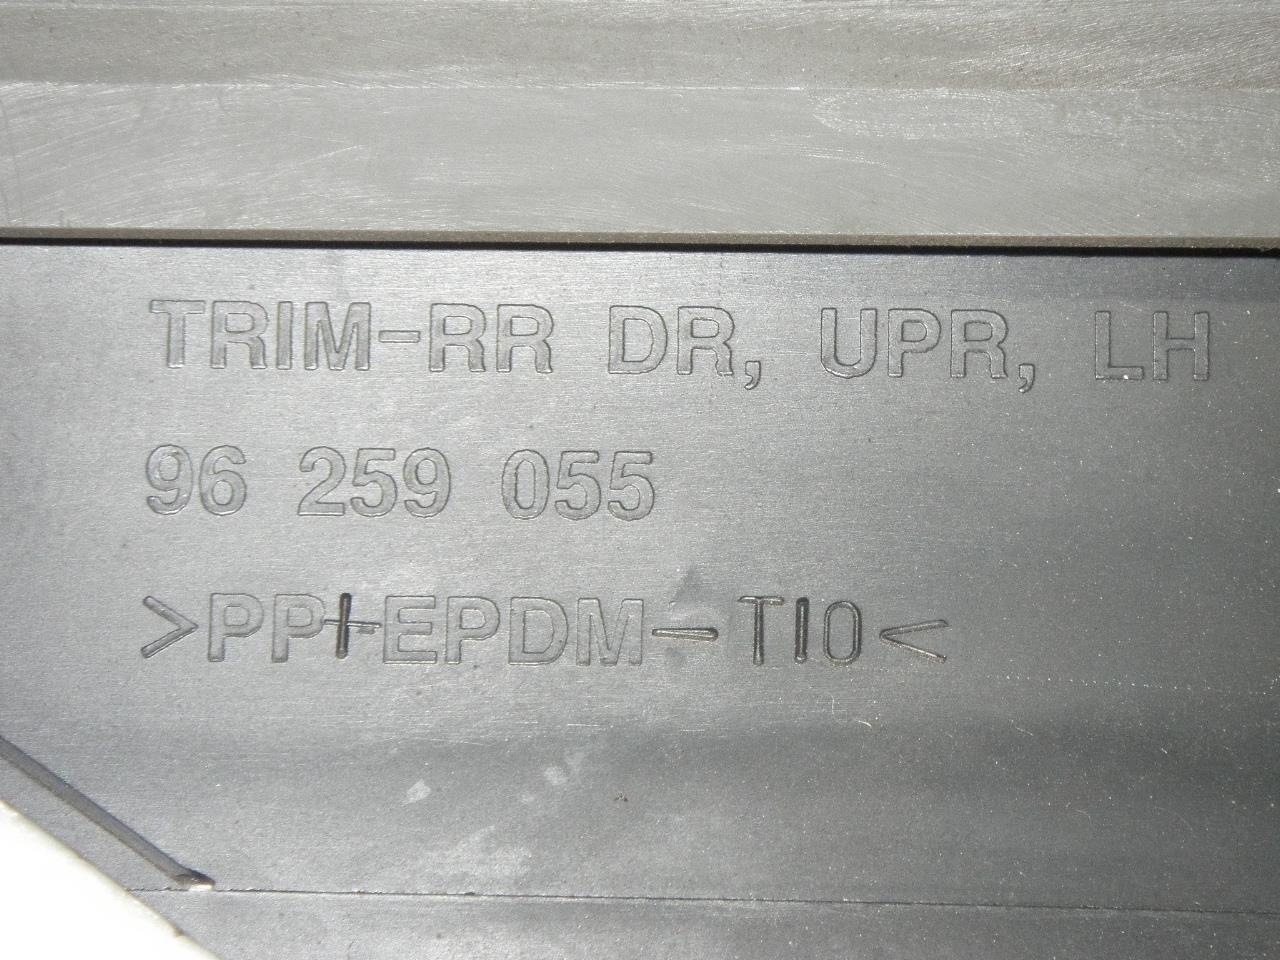 TRIM-RR DR, UPR, LH
96 259 055
>PP+EPDM-T10<